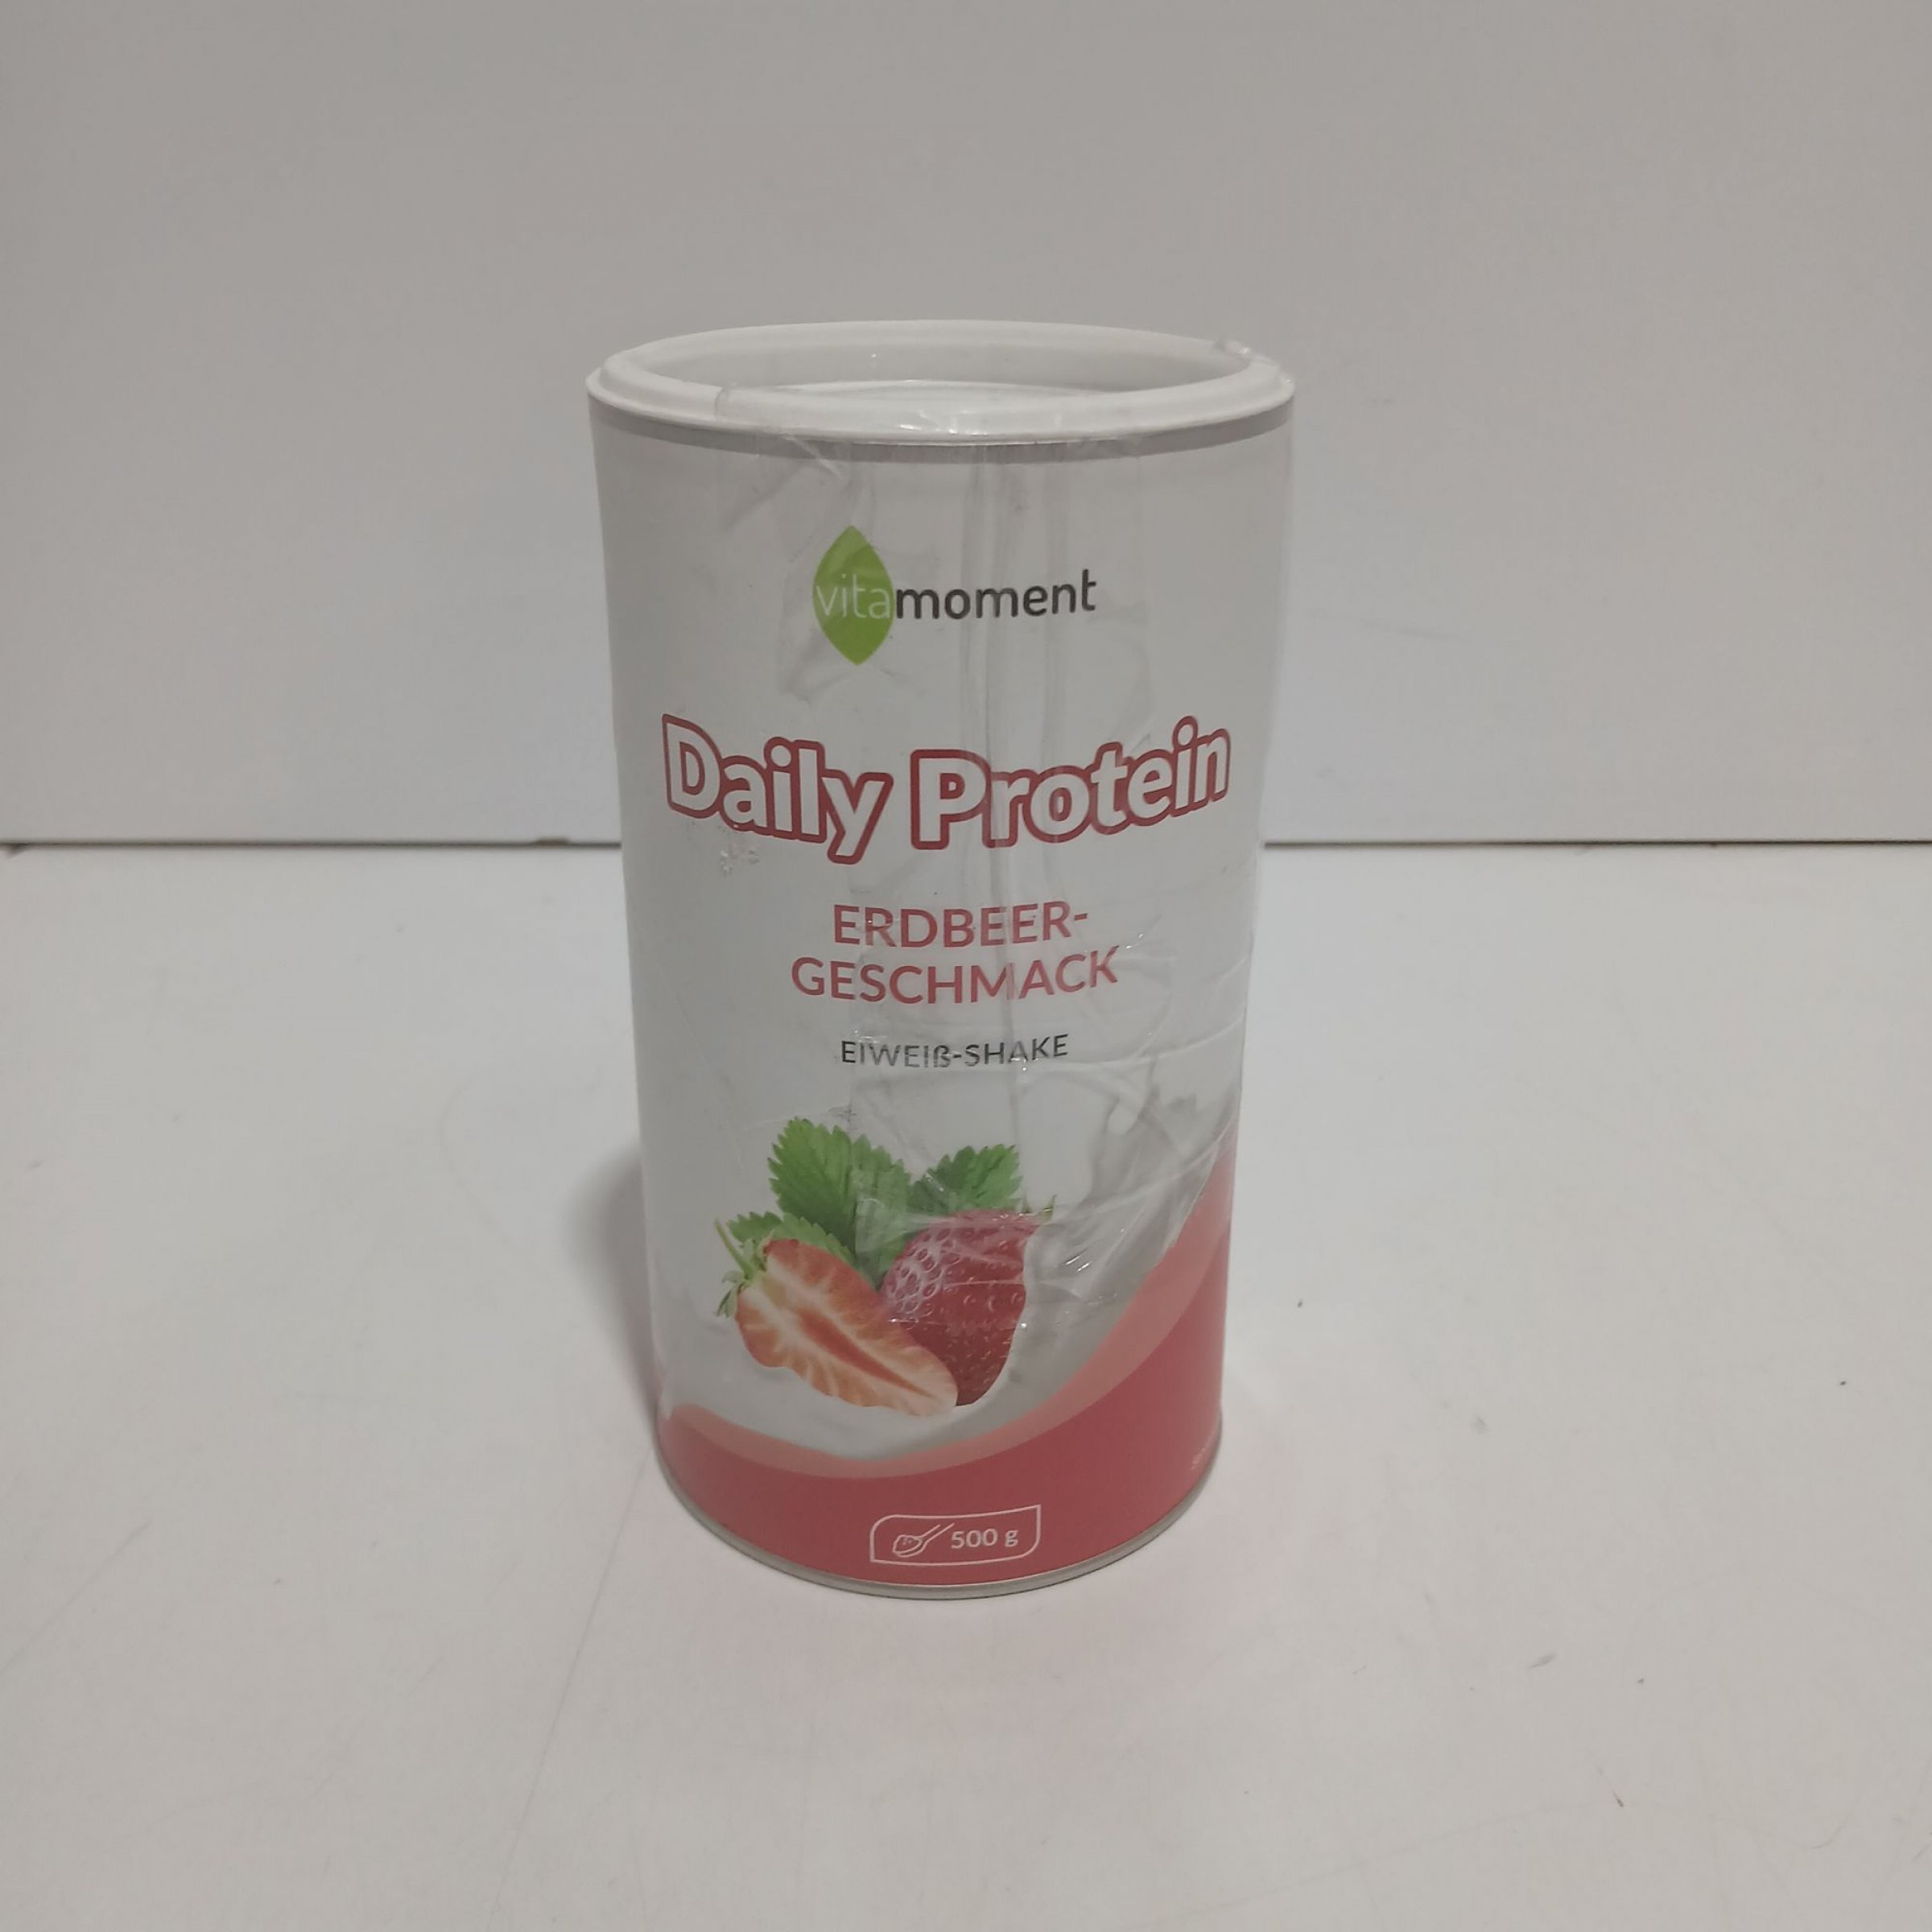 vitamoment
Daily Protein
ERDBEER-
GESCHMACK
EIWEIß-SHAKE
500 g